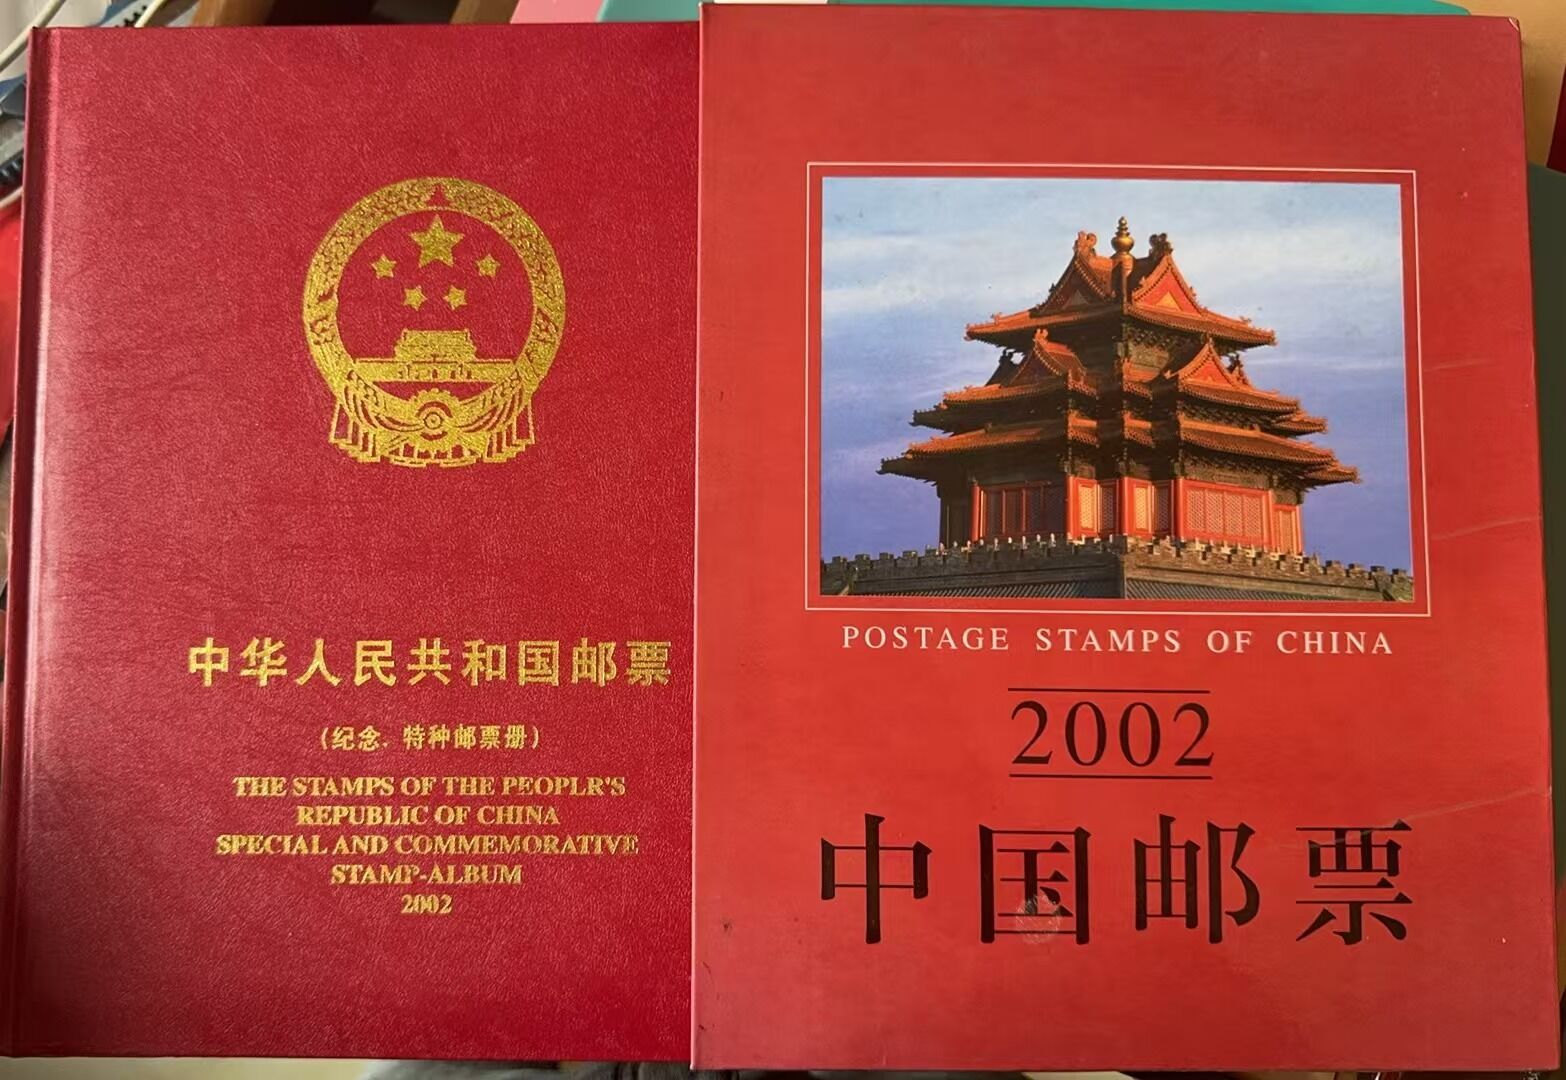 中华人民共和国邮票
(纪念.特种邮票册)
THE STAMPS OF THE PEOPLR'S
REPUBLIC OF CHINA
SPECIAL AND COMMEMORATIVE
STAMP-ALBUM
2002
POSTAGE STAMPS OF CHINA
2002
中国邮票